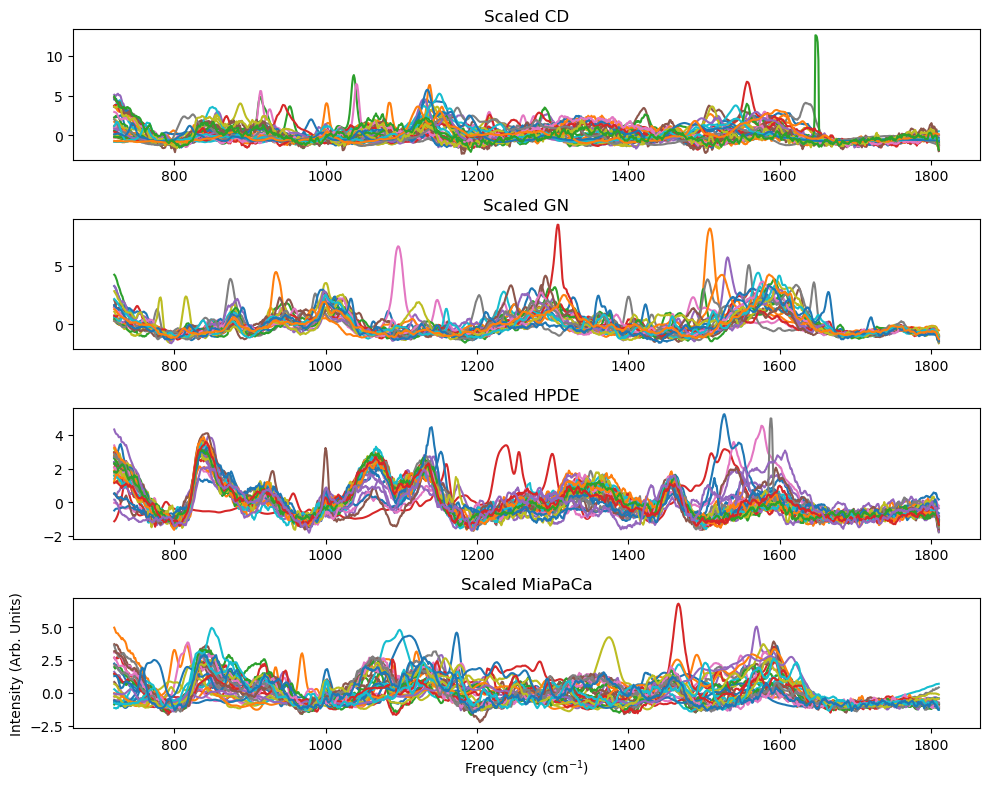 Scaled CD
10
5
0
800 1000 1200 1400 1600 1800
Scaled GN
5
0
800 1000 1200 1400 1600 1800
Scaled HPDE
4
2
0
−2
800 1000 1200 1400 1600 1800
Scaled MiaPaCa
Intensity (Arb. Units)
5.0
2.5
0.0
−2.5
800 1000 1200 1400 1600 1800
Frequency (cm⁻¹)